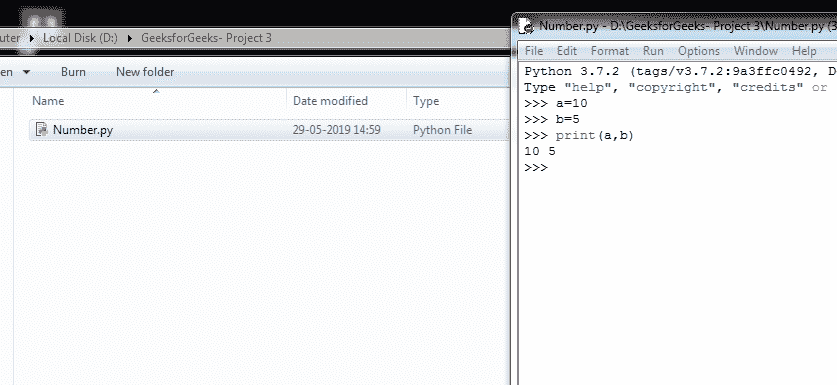 uter ▸ Local Disk (D:) ▸ GeeksforGeeks- Project 3
en Burn New folder
Name Date modified Type
Number.py 29-05-2019 14:59 Python File
Number.py - D:\GeeksforGeeks- Project 3\Number.py (3
File Edit Format Run Options Window Help
Python 3.7.2 (tags/v3.7.2:9a3ffc0492, D
Type "help", "copyright", "credits" or
>>> a=10
>>> b=5
>>> print(a,b)
10 5
>>>